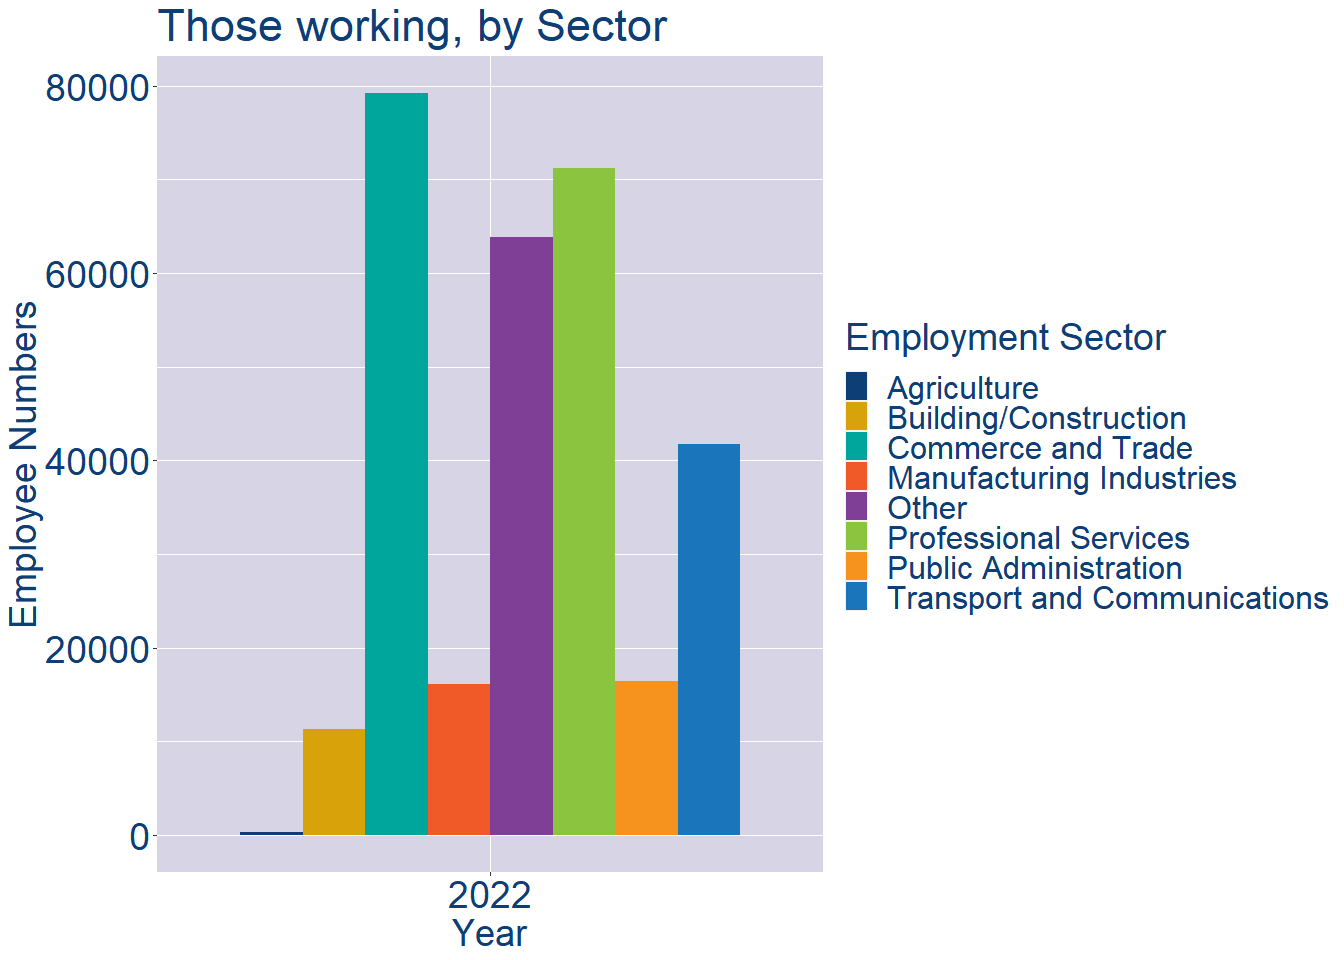 Those working, by Sector
80000
60000
40000
20000
0
Employee Numbers
2022
Year
Employment Sector
Agriculture
Building/Construction
Commerce and Trade
Manufacturing Industries
Other
Professional Services
Public Administration
Transport and Communications